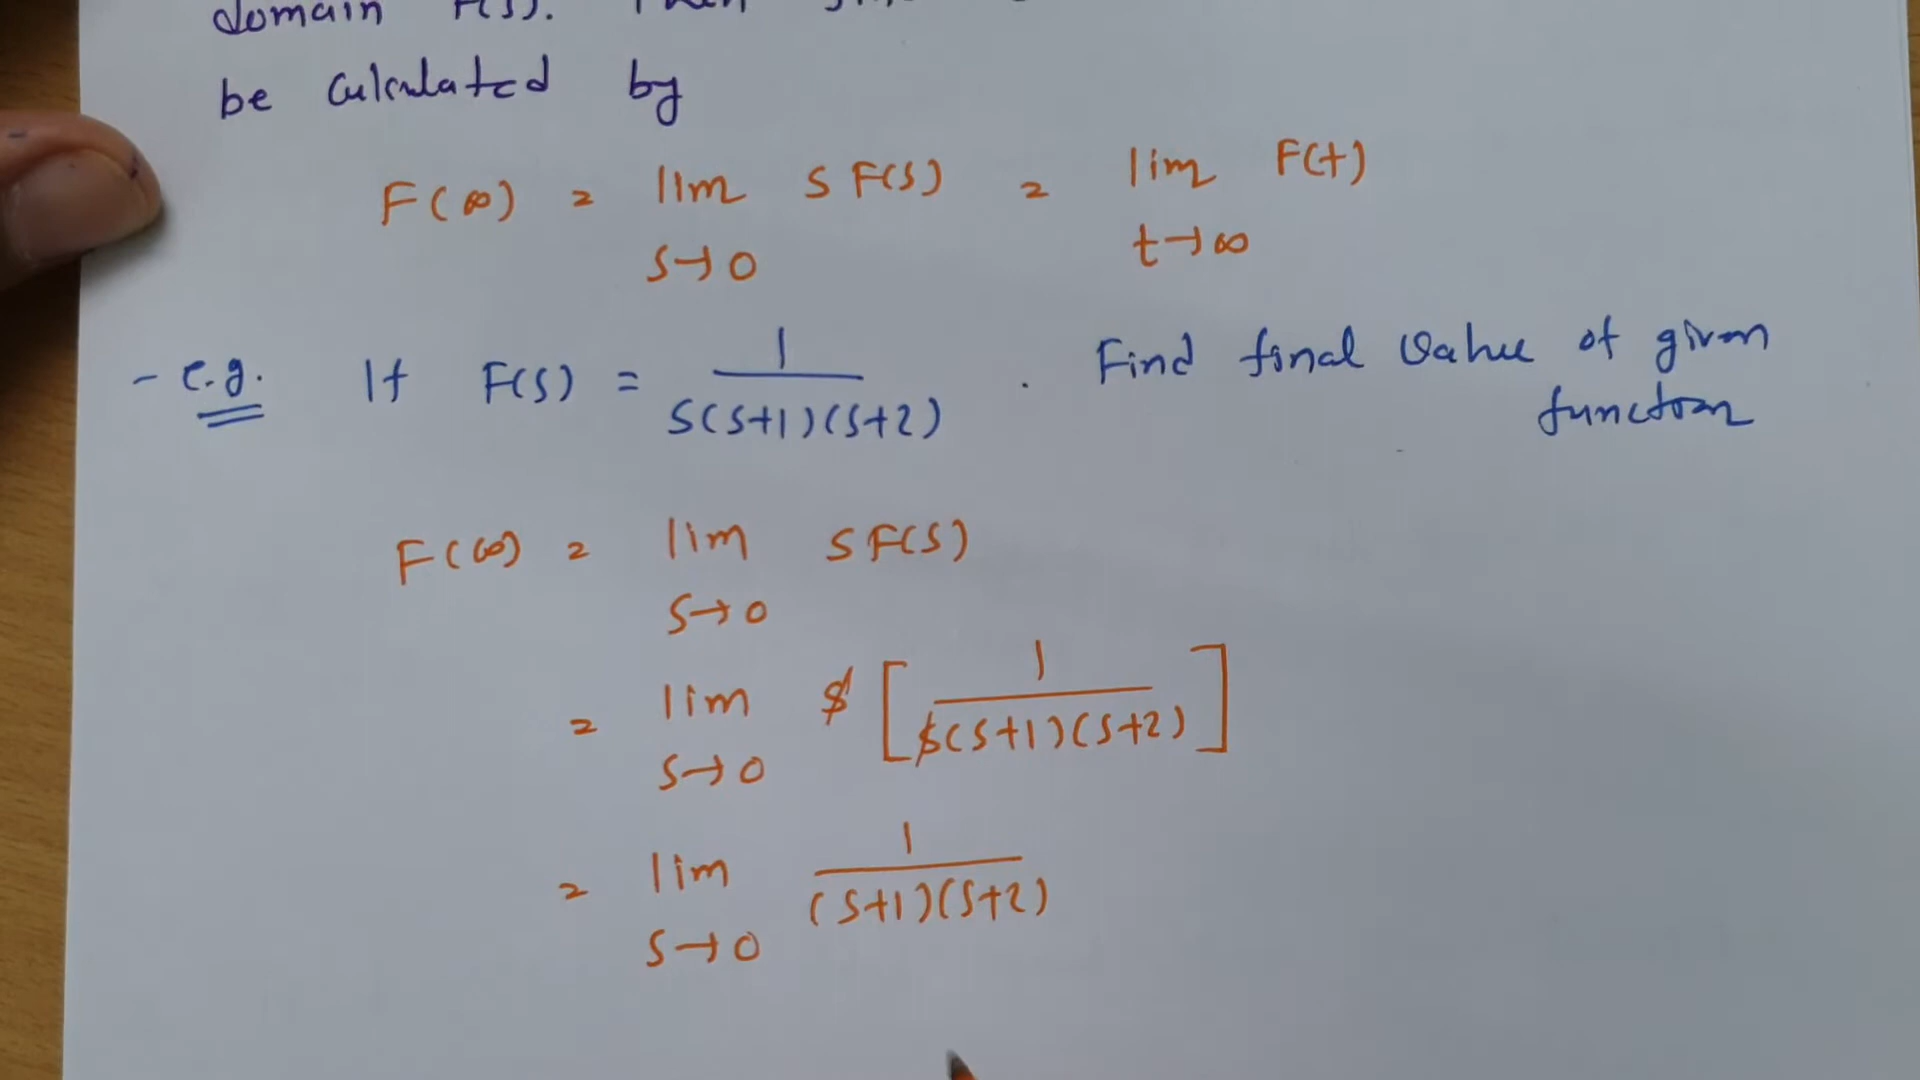 domain F(s). Then
be calculated by
F(∞) = lim S F(S) = lim F(t)
S→0 t→∞
- e.g. If F(S) = 1 / S(S+1)(S+2) . Find final value of given
function
F(∞) = lim S F(S)
S→0
= lim S [ 1 / S(S+1)(S+2) ]
S→0
= lim 1 / (S+1)(S+2)
S→0